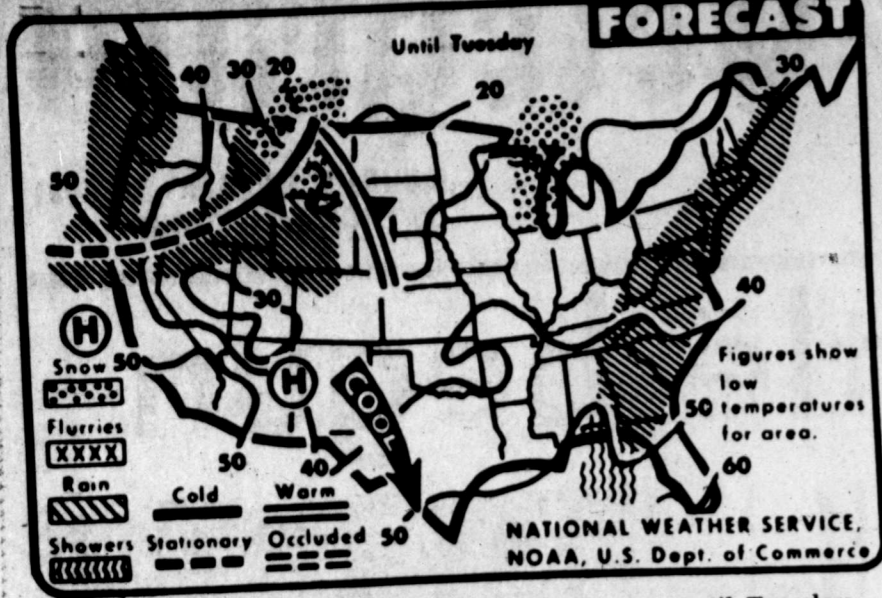 FORECAST
Until Tuesday
40 30 20
20
30
50
30
40
H
H
COOL
50
50
40
50
50
60
Figures show
low
temperatures
for area.
Snow
Flurries
XXXX
Rain
Showers
Cold
Warm
Stationary
Occluded
NATIONAL WEATHER SERVICE,
NOAA, U.S. Dept. of Commerce